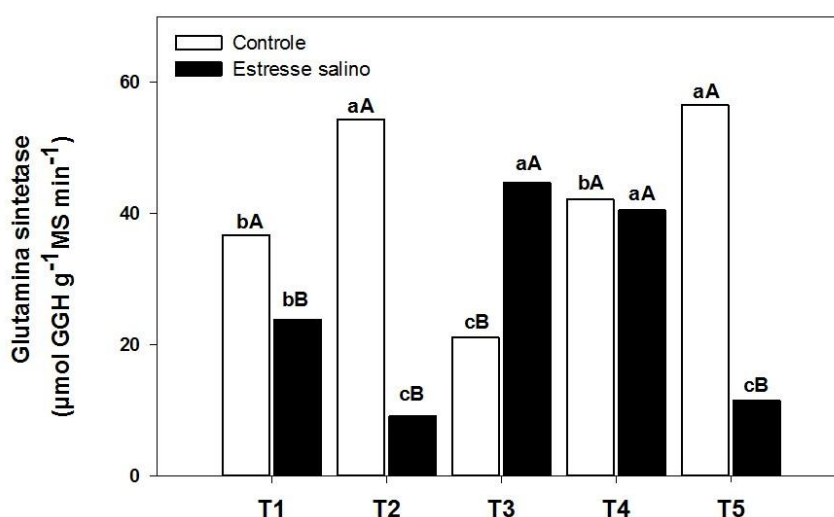 Controle
Estresse salino
Glutamina sintetase
(µmol GGH g⁻¹ MS min⁻¹)
60
40
20
0
bA
bB
aA
cB
cB
aA
bA
aA
aA
cB
T1 T2 T3 T4 T5